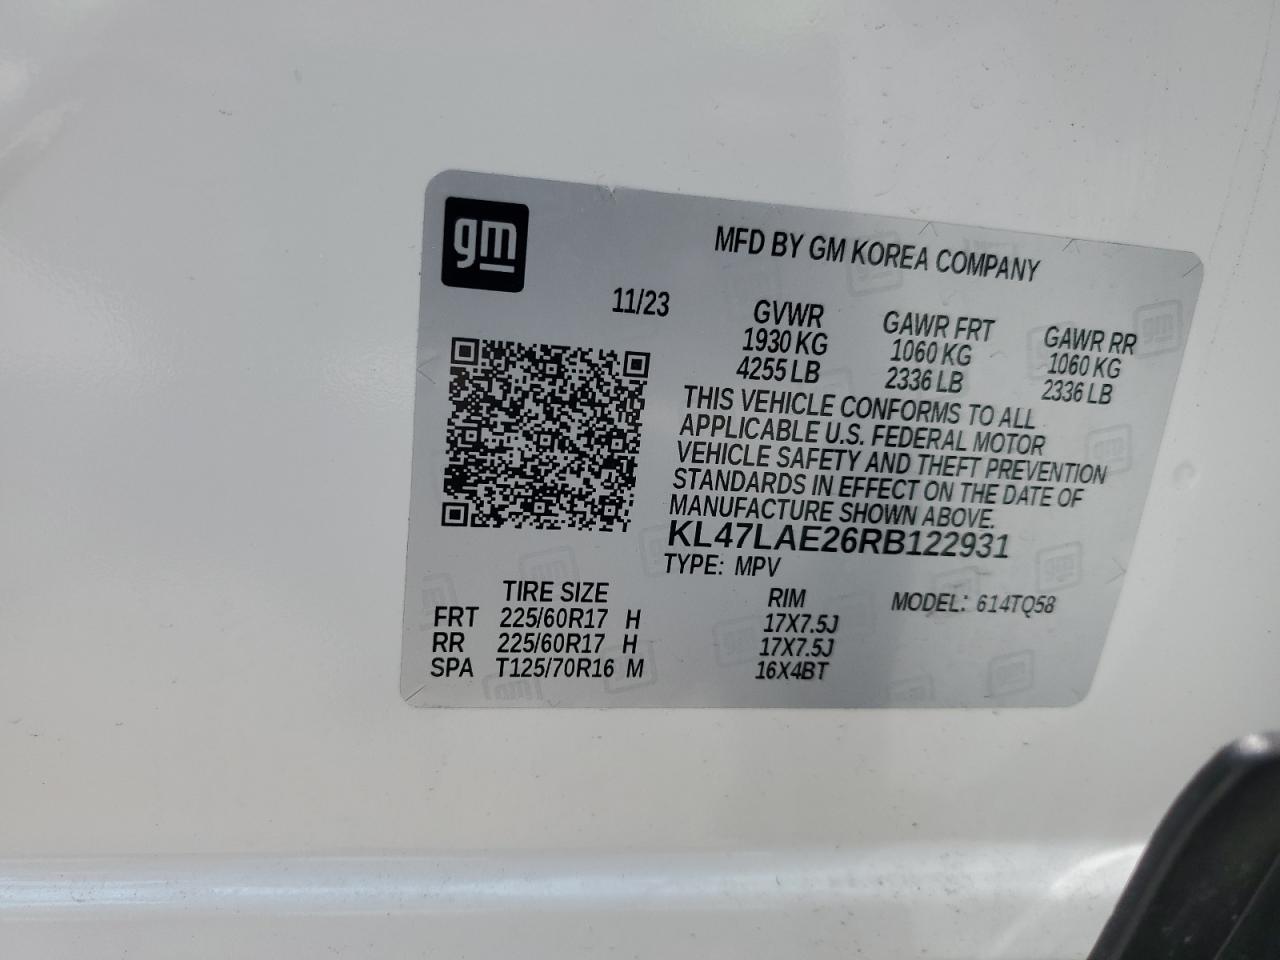 gm
MFD BY GM KOREA COMPANY
11/23 GVWR GAWR FRT GAWR RR
1930 KG 1060 KG 1060 KG
4255 LB 2336 LB 2336 LB
THIS VEHICLE CONFORMS TO ALL
APPLICABLE U.S. FEDERAL MOTOR
VEHICLE SAFETY AND THEFT PREVENTION
STANDARDS IN EFFECT ON THE DATE OF
MANUFACTURE SHOWN ABOVE.
KL47LAE26RB122931
TYPE: MPV
TIRE SIZE RIM MODEL: 614TQ58
FRT 225/60R17 H 17X7.5J
RR 225/60R17 H 17X7.5J
SPA T125/70R16 M 16X4BT